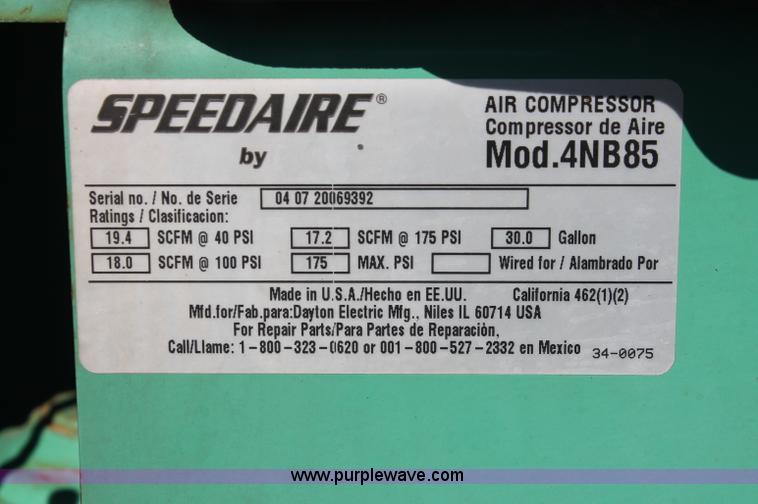 SPEEDAIRE®
by
AIR COMPRESSOR
Compressor de Aire
Mod.4NB85
Serial no. / No. de Serie 04 07 20069392
Ratings / Clasificacion:
19.4 SCFM @ 40 PSI 17.2 SCFM @ 175 PSI 30.0 Gallon
18.0 SCFM @ 100 PSI 175 MAX. PSI Wired for / Alambrado Por
Made in U.S.A./Hecho en EE.UU. California 462(1)(2)
Mfd.for/Fab.para:Dayton Electric Mfg., Niles IL 60714 USA
For Repair Parts/Para Partes de Reparaciòn,
Call/Llame: 1-800-323-0620 or 001-800-527-2332 en Mexico 34-0075
www.purplewave.com